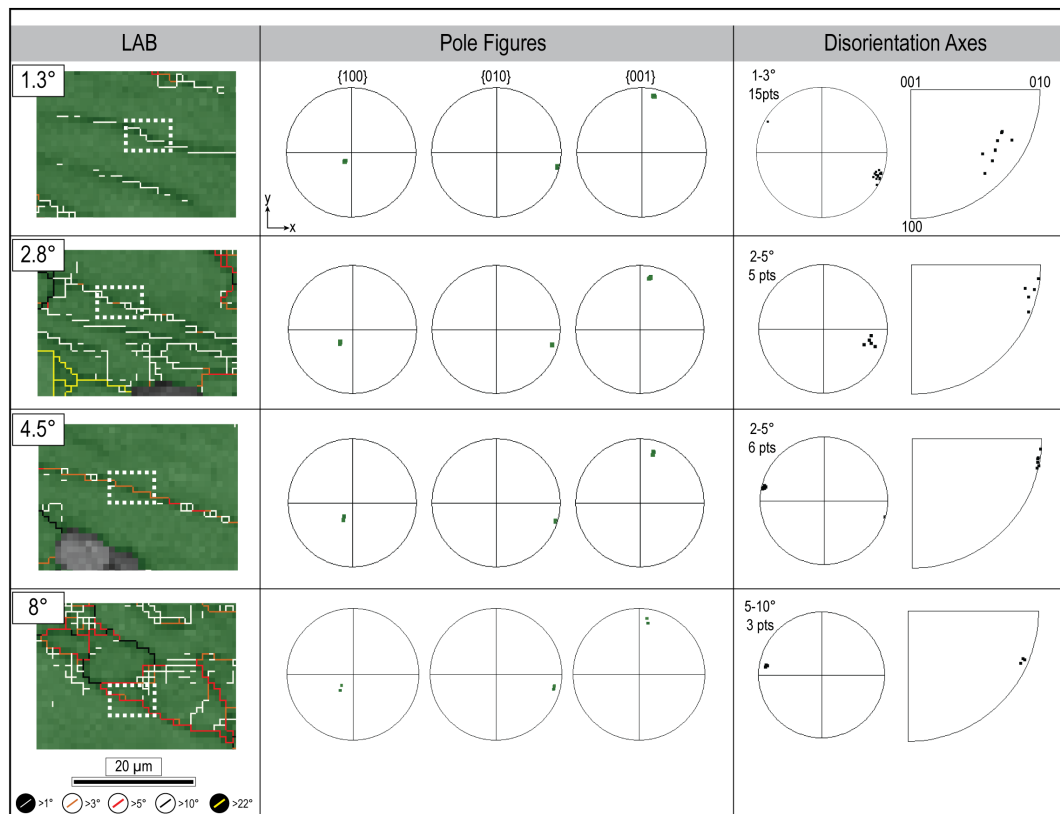 LAB Pole Figures Disorientation Axes
1.3°
{100} {010} {001}
1-3°
15pts
001 010
100
y
x
2.8°
2-5°
5 pts
4.5°
2-5°
6 pts
8°
5-10°
3 pts
20 µm
>1° >3° >5° >10° >22°